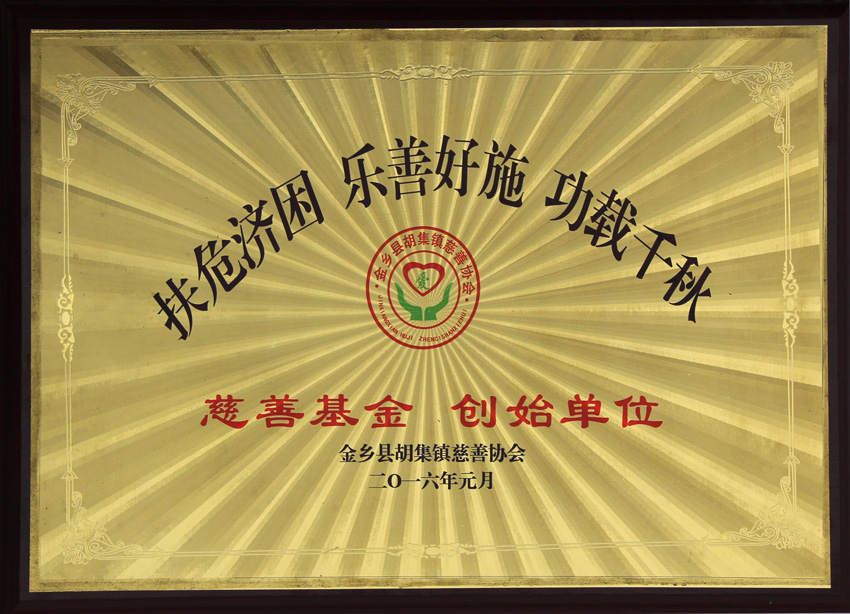 扶危济困 乐善好施 功载千秋
金乡县胡集镇慈善协会
爱
慈善基金 创始单位
金乡县胡集镇慈善协会
二O一六年元月